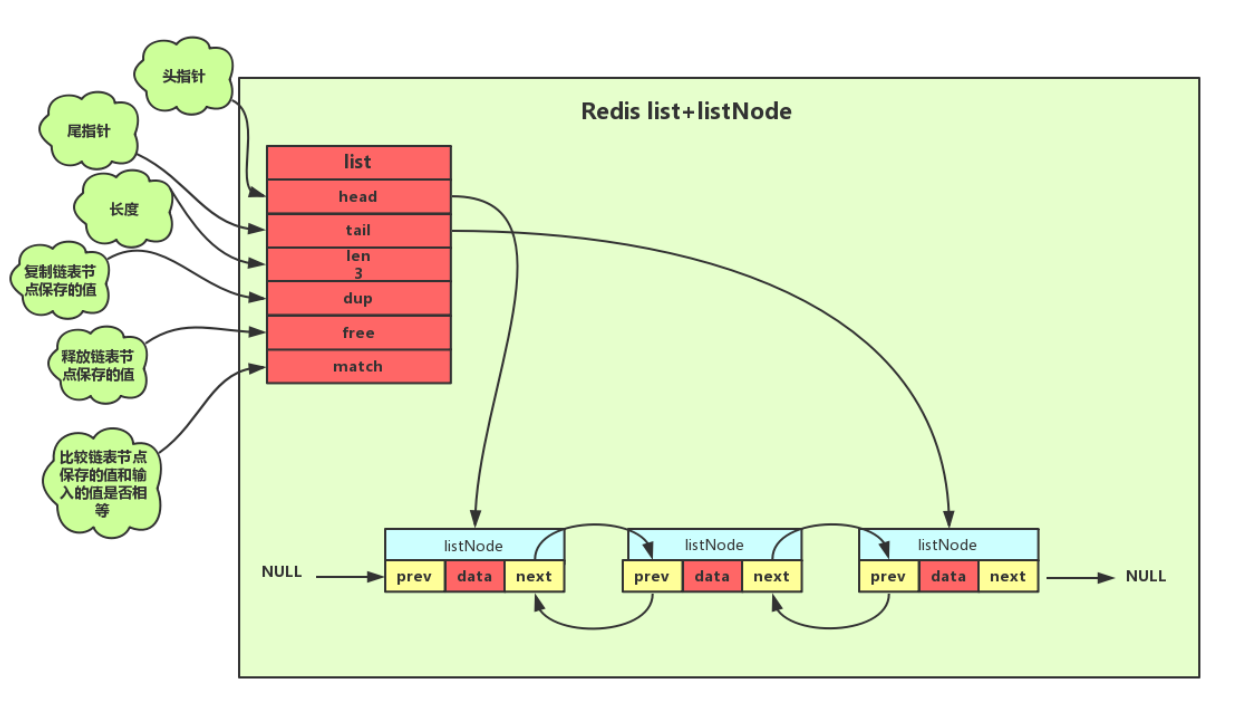 头指针
Redis list+listNode
尾指针
长度
复制链表节
点保存的值
释放链表节
点保存的值
比较链表节点
保存的值和输
入的值是否相
等
list
head
tail
len
3
dup
free
match
listNode
listNode
listNode
NULL
prev
data
next
prev
data
next
prev
data
next
NULL